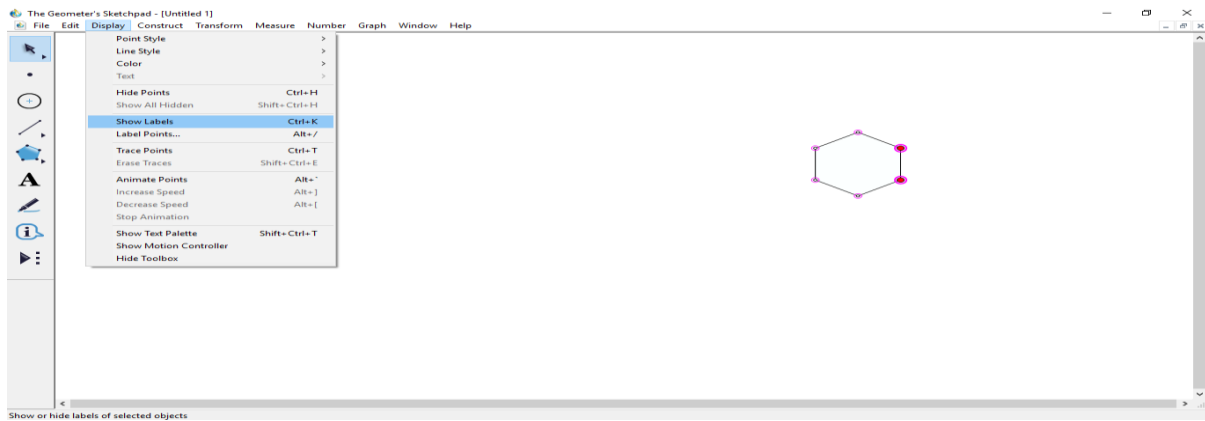 The Geometer's Sketchpad - [Untitled 1]
File Edit Display Construct Transform Measure Number Graph Window Help
Point Style
Line Style
Color
Text
Hide Points Ctrl+H
Show All Hidden Shift+Ctrl+H
Show Labels Ctrl+K
Label Points... Alt+/
Trace Points Ctrl+T
Erase Traces Shift+Ctrl+E
Animate Points Alt+`
Increase Speed Alt+]
Decrease Speed Alt+[
Stop Animation
Show Text Palette Shift+Ctrl+T
Show Motion Controller
Hide Toolbox
A
Show or hide labels of selected objects